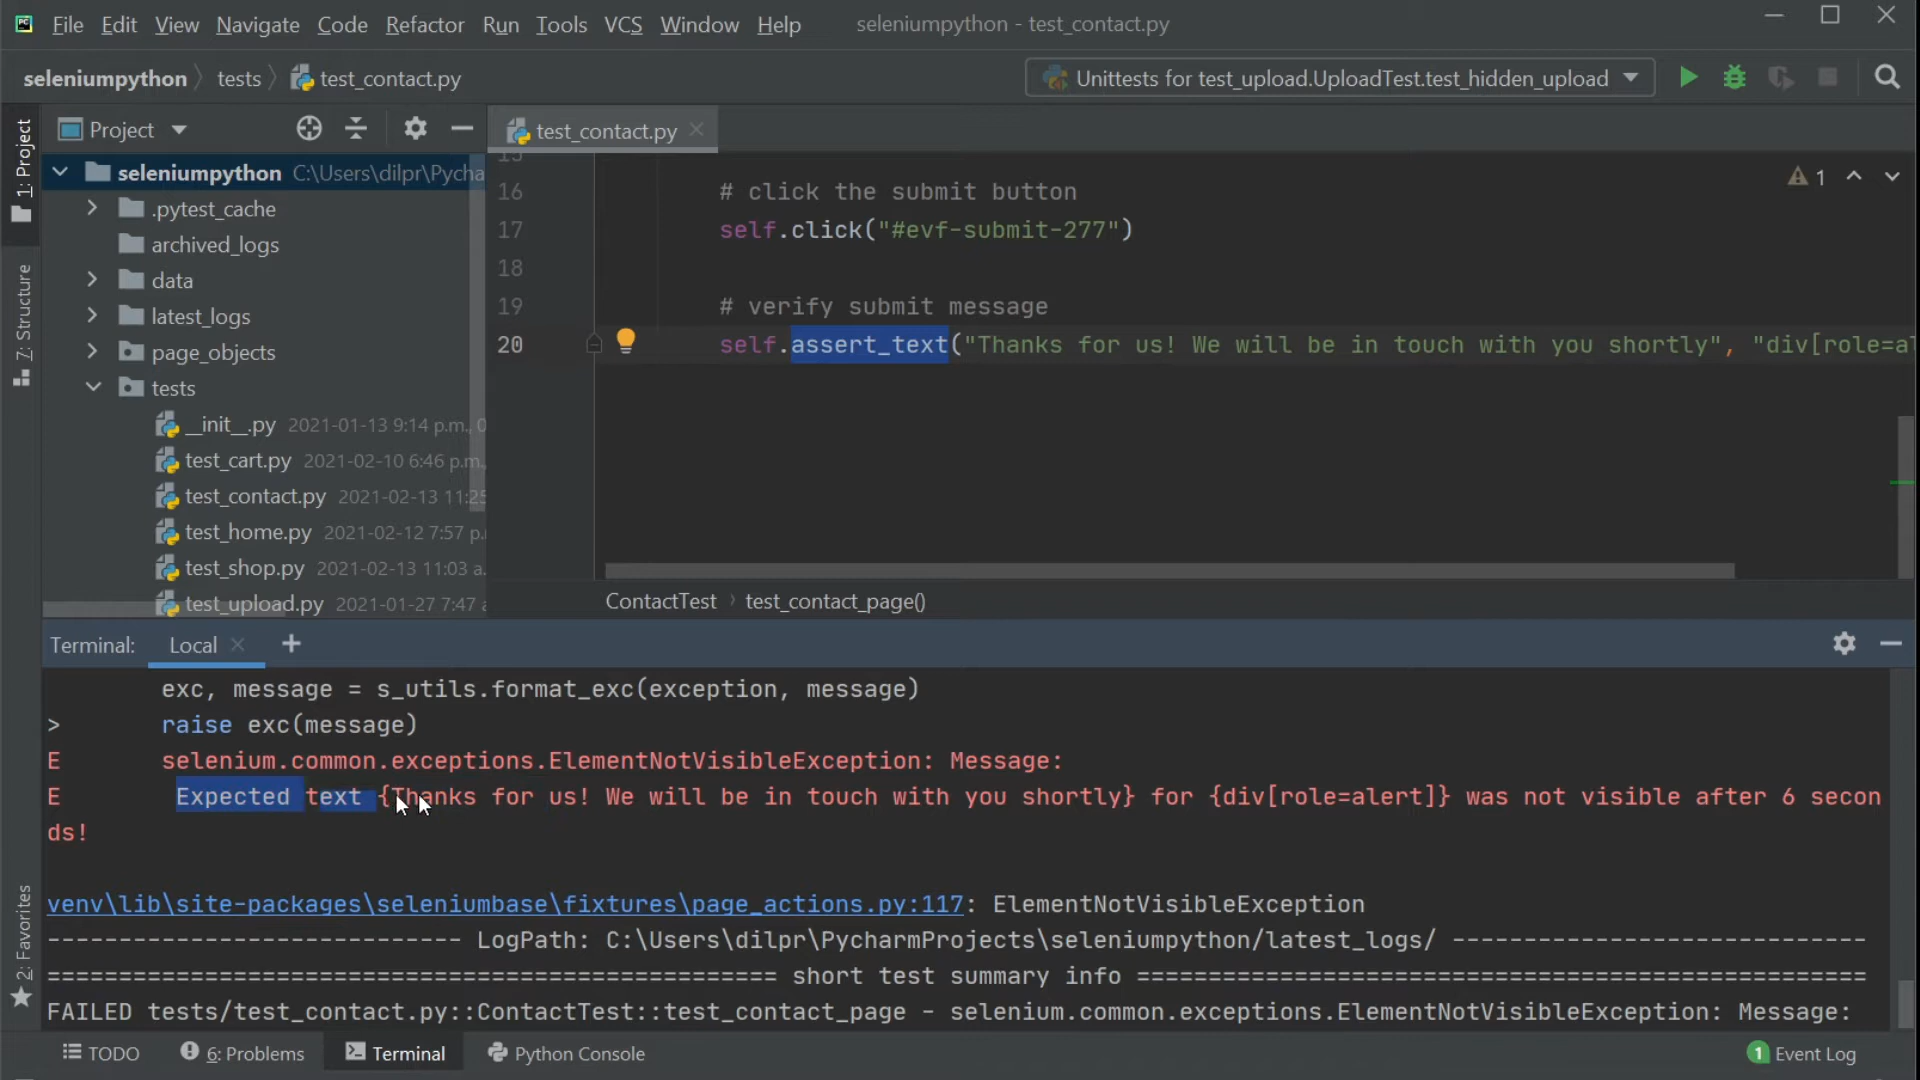 File Edit View Navigate Code Refactor Run Tools VCS Window Help seleniumpython - test_contact.py
seleniumpython tests test_contact.py Unittests for test_upload.UploadTest.test_hidden_upload
1: Project
7: Structure
2: Favorites
Project
seleniumpython C:\Users\dilpr\Pycha
.pytest_cache
archived_logs
data
latest_logs
page_objects
tests
__init__.py 2021-01-13 9:14 p.m., 0
test_cart.py 2021-02-10 6:46 p.m.,
test_contact.py 2021-02-13 11:25
test_home.py 2021-02-12 7:57 p.
test_shop.py 2021-02-13 11:03 a.
test_upload.py 2021-01-27 7:47 a
test_contact.py
1
15
16 # click the submit button
17 self.click("#evf-submit-277")
18
19 # verify submit message
20 self.assert_text("Thanks for us! We will be in touch with you shortly", "div[role=al
ContactTest test_contact_page()
Terminal: Local +
exc, message = s_utils.format_exc(exception, message)
> raise exc(message)
E selenium.common.exceptions.ElementNotVisibleException: Message:
E Expected text {Thanks for us! We will be in touch with you shortly} for {div[role=alert]} was not visible after 6 secon
ds!
venv\lib\site-packages\seleniumbase\fixtures\page_actions.py:117: ElementNotVisibleException
----------------------------- LogPath: C:\Users\dilpr\PycharmProjects\seleniumpython/latest_logs/ -----------------------------
=================================================== short test summary info ===================================================
FAILED tests/test_contact.py::ContactTest::test_contact_page - selenium.common.exceptions.ElementNotVisibleException: Message:
TODO 6: Problems Terminal Python Console 1 Event Log